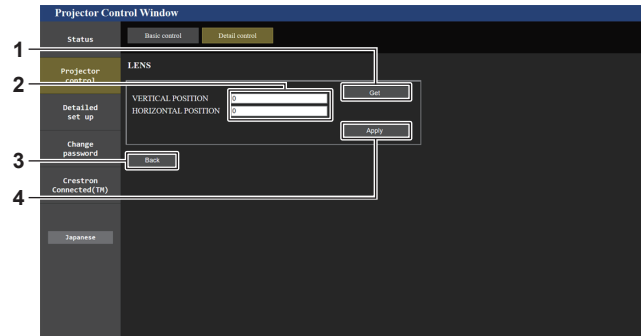 Projector Control Window
Status
Basic control
Detail control
1
Projector
control
LENS
2
VERTICAL POSITION
0
Get
HORIZONTAL POSITION
0
Detailed
set up
Apply
Change
password
3
Back
Crestron
Connected(TM)
4
Japanese